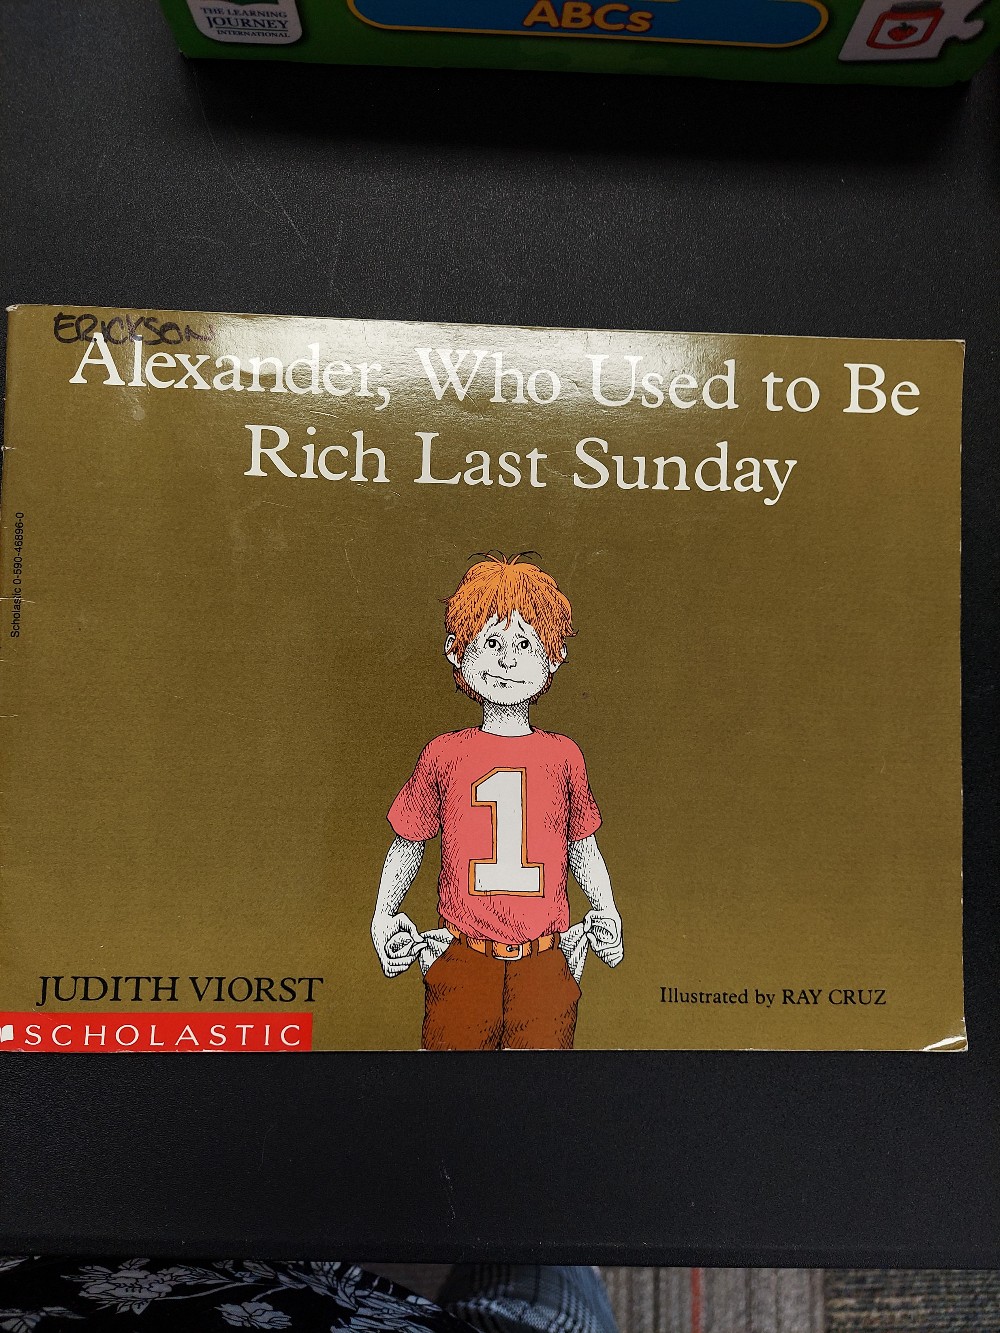 THE LEARNING
JOURNEY
INTERNATIONAL
ABCs
ERICKSON
Alexander, Who Used to Be
Rich Last Sunday
Scholastic 0-590-46896-0
1
JUDITH VIORST
Illustrated by RAY CRUZ
SCHOLASTIC